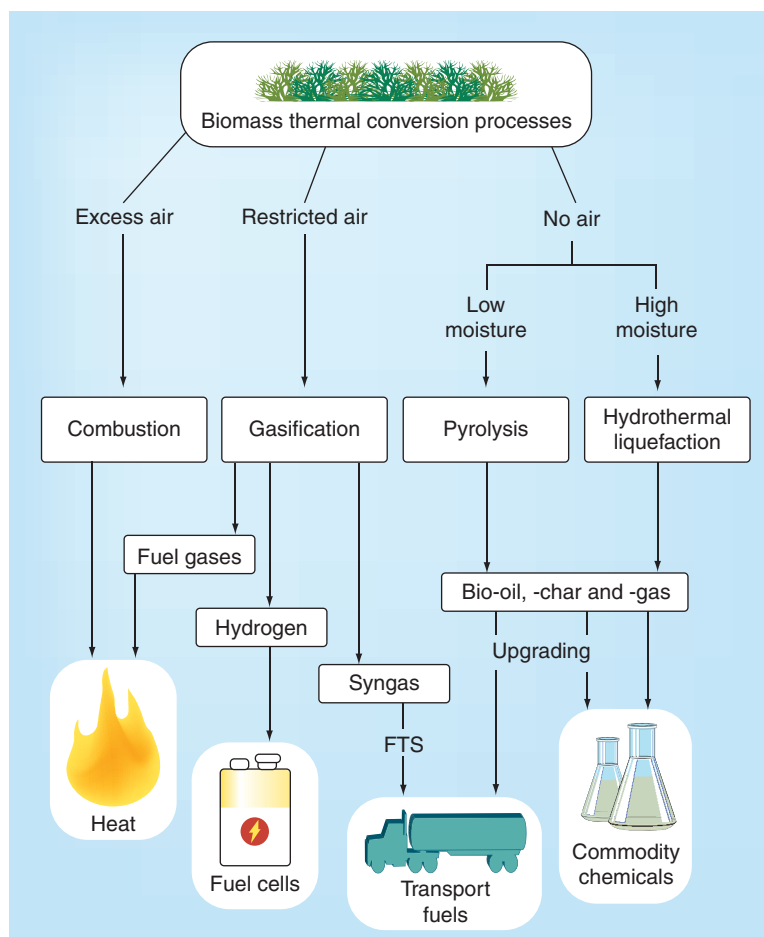 Biomass thermal conversion processes
Excess air
Restricted air
No air
Low
moisture
High
moisture
Combustion
Gasification
Pyrolysis
Hydrothermal
liquefaction
Fuel gases
Bio-oil, -char and -gas
Hydrogen
Upgrading
Syngas
FTS
Heat
Fuel cells
Transport
fuels
Commodity
chemicals